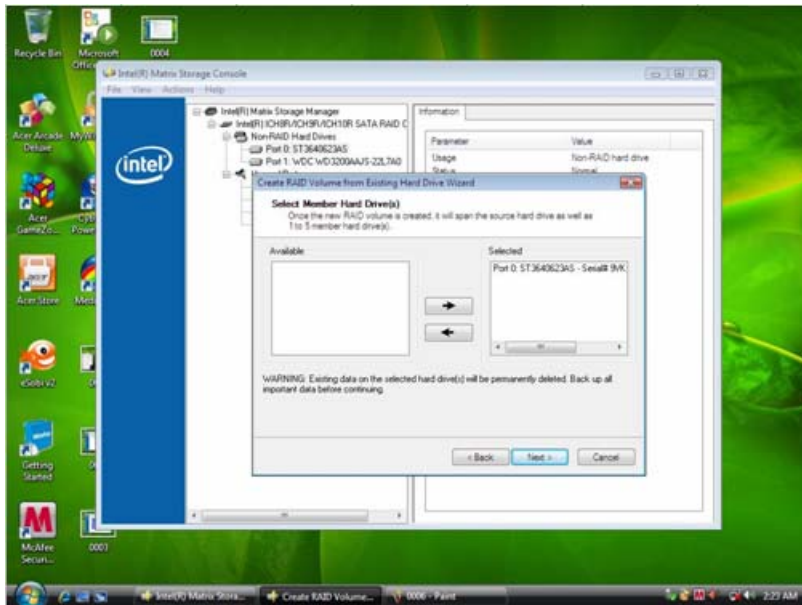 Recycle Bin
Microsoft
0004
Acer Arcade
Deluxe
Acer
GameZo...
Acer Store
eSobi v2
Getting
Started
McAfee
Securi...
0003
Intel(R) Matrix Storage Console
File View Actions Help
intel
Intel(R) Matrix Storage Manager
Intel(R) ICH8R/ICH9R/ICH10R SATA RAID C
Non-RAID Hard Drives
Port 0: ST3640623AS
Port 1: WDC WD3200AAJS-22L7A0
Information
Parameter Value
Usage Non-RAID hard drive
Status Normal
Create RAID Volume from Existing Hard Drive Wizard
Select Member Hard Drive(s)
Once the new RAID volume is created, it will span the source hard drive as well as
1 to 5 member hard drive(s).
Available
Selected
Port 0: ST3640623AS - Serial# 9VK
WARNING: Existing data on the selected hard drive(s) will be permanently deleted. Back up all
important data before continuing.
< Back Next > Cancel
Intel(R) Matrix Stora...
Create RAID Volume...
0006 - Paint
2:23 AM